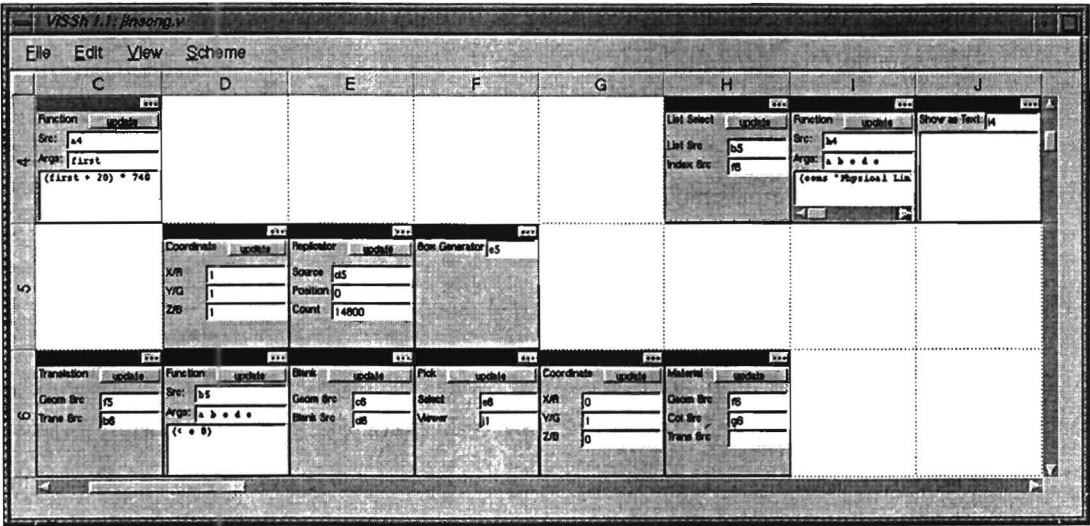 VISSh 1.1: jinsong.v
File Edit View Scheme
C D E F G H I J
4
Function update
Src: a4
Args: first
(first + 20) * 740
List Select update
List Src b5
Index Src f6
Function update
Src: h4
Args: a b c d e
(cons "Physical Lin
Show as Text: i4
5
Coordinate update
X/R 1
Y/G 1
Z/B 1
Replicator update
Source d5
Position 0
Count 14800
Box Generator e5
6
Translation update
Geom Src f5
Trans Src b6
Function update
Src: b5
Args: a b c d e
(< e 8)
Blank update
Geom Src c6
Blank Src d6
Pick update
Select e6
Viewer j1
Coordinate update
X/R 0
Y/G 1
Z/B 0
Material update
Geom Src f6
Col Src g6
Trans Src